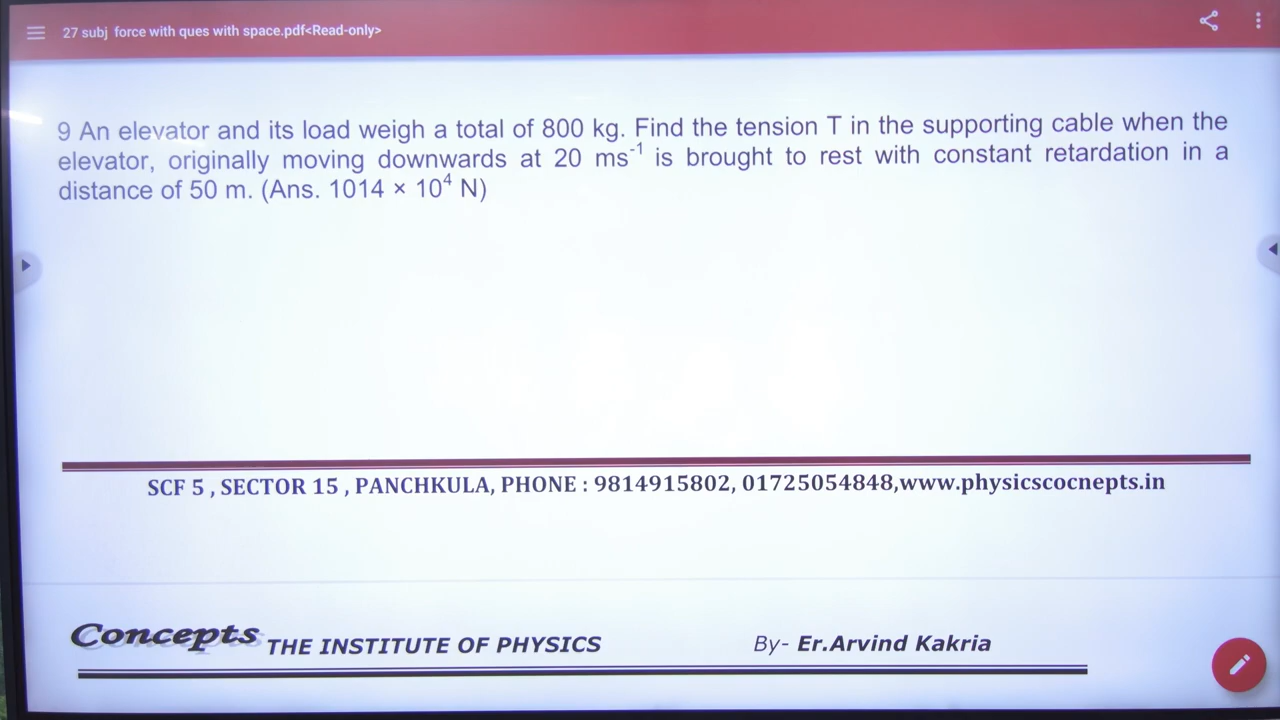 27 subj force with ques with space.pdf<Read-only>
9 An elevator and its load weigh a total of 800 kg. Find the tension T in the supporting cable when the
elevator, originally moving downwards at 20 ms⁻¹ is brought to rest with constant retardation in a
distance of 50 m. (Ans. 1014 × 10⁴ N)
SCF 5 , SECTOR 15 , PANCHKULA, PHONE : 9814915802, 01725054848,www.physicscocnepts.in
Concepts THE INSTITUTE OF PHYSICS By- Er.Arvind Kakria